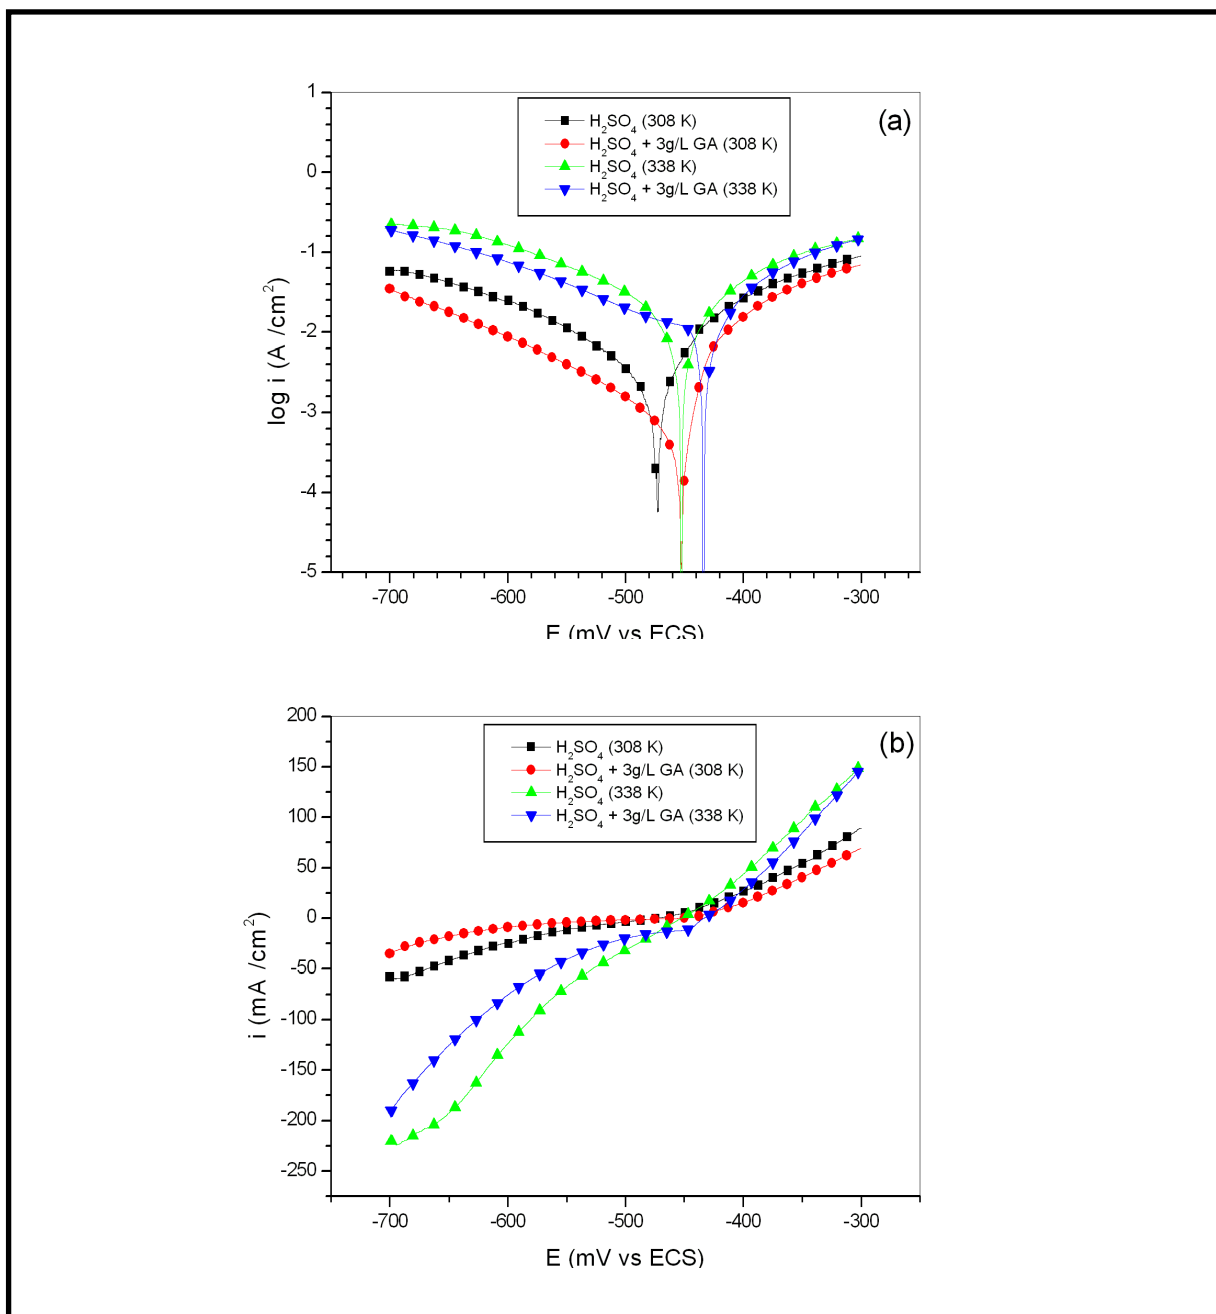 (a)
H2SO4 (308 K)
H2SO4 + 3g/L GA (308 K)
H2SO4 (338 K)
H2SO4 + 3g/L GA (338 K)
log i (A /cm2)
1
0
-1
-2
-3
-4
-5
-700 -600 -500 -400 -300
E (mV vs ECS)
(b)
H2SO4 (308 K)
H2SO4 + 3g/L GA (308 K)
H2SO4 (338 K)
H2SO4 + 3g/L GA (338 K)
i (mA /cm2)
200
150
100
50
0
-50
-100
-150
-200
-250
-700 -600 -500 -400 -300
E (mV vs ECS)